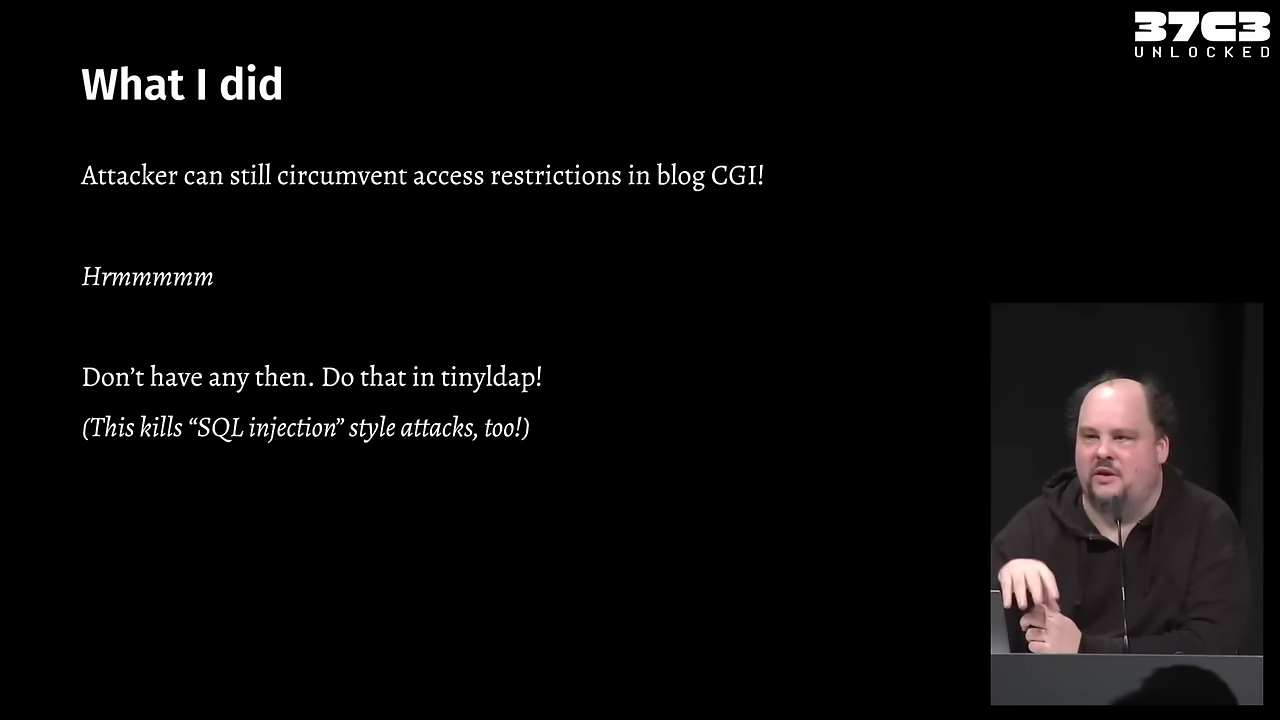 37C3
UNLOCKED
What I did
Attacker can still circumvent access restrictions in blog CGI!
Hrmmmmm
Don’t have any then. Do that in tinyldap!
(This kills “SQL injection” style attacks, too!)